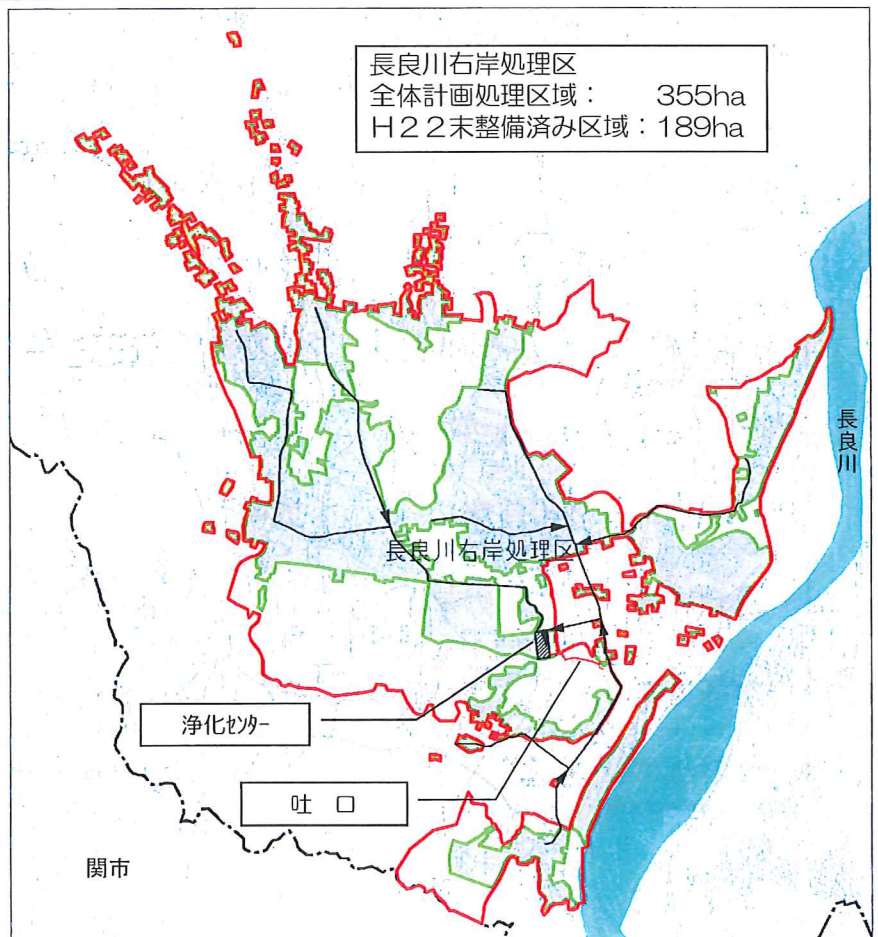 長良川右岸処理区
全体計画処理区域： 355ha
H２２末整備済み区域：189ha
長良川
長良川右岸処理区
浄化ｾﾝﾀｰ
吐 口
関市